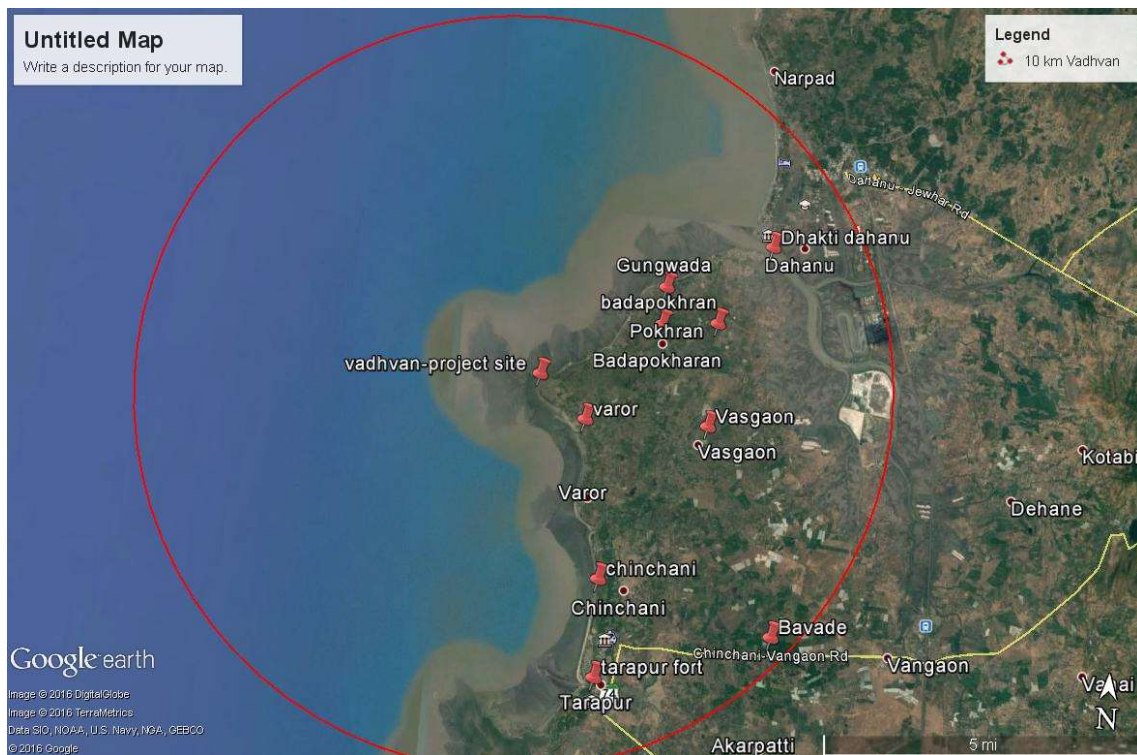 Untitled Map
Write a description for your map.
Legend
10 km Vadhvan
Narpad
Dahanu - Jewhar Rd
Dhakti dahanu
Dahanu
Gungwada
badapokhran
Pokhran
Badapokharan
vadhvan-project site
varor
Vasgaon
Vasgaon
Kotabi
Varor
Dehane
chinchani
Chinchani
Bavade
Chinchani-Vangaon Rd
Vangaon
tarapur fort
74
Tarapur
Akarpatti
N
5 mi
Google earth
Image © 2016 DigitalGlobe
Image © 2016 TerraMetrics
Data SIO, NOAA, U.S. Navy, NGA, GEBCO
© 2016 Google